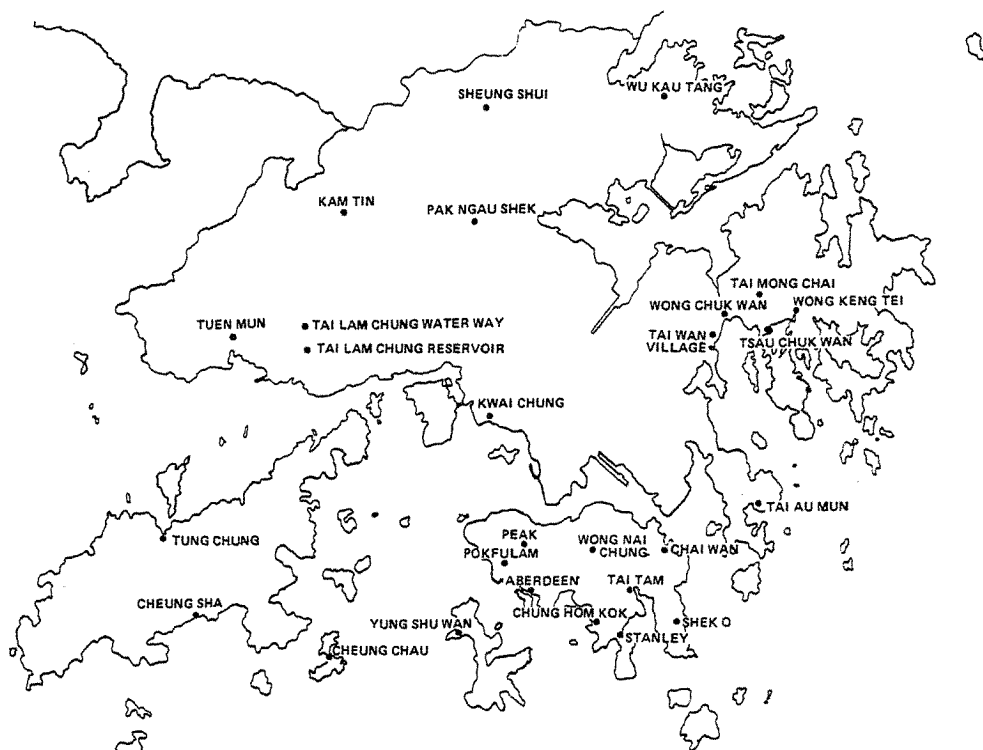 WU KAU TANG
SHEUNG SHUI
KAM TIN
PAK NGAU SHEK
TAI MONG CHAI
WONG CHUK WAN
WONG KENG TEI
TUEN MUN
TAI LAM CHUNG WATER WAY
TAI WAN
VILLAGE
TSAU CHUK WAN
TAI LAM CHUNG RESERVOIR
KWAI CHUNG
TAI AU MUN
TUNG CHUNG
PEAK
POKFULAM
WONG NAI
CHUNG
CHAI WAN
ABERDEEN
TAI TAM
CHEUNG SHA
YUNG SHU WAN
CHUNG HOM KOK
SHEK O
STANLEY
CHEUNG CHAU